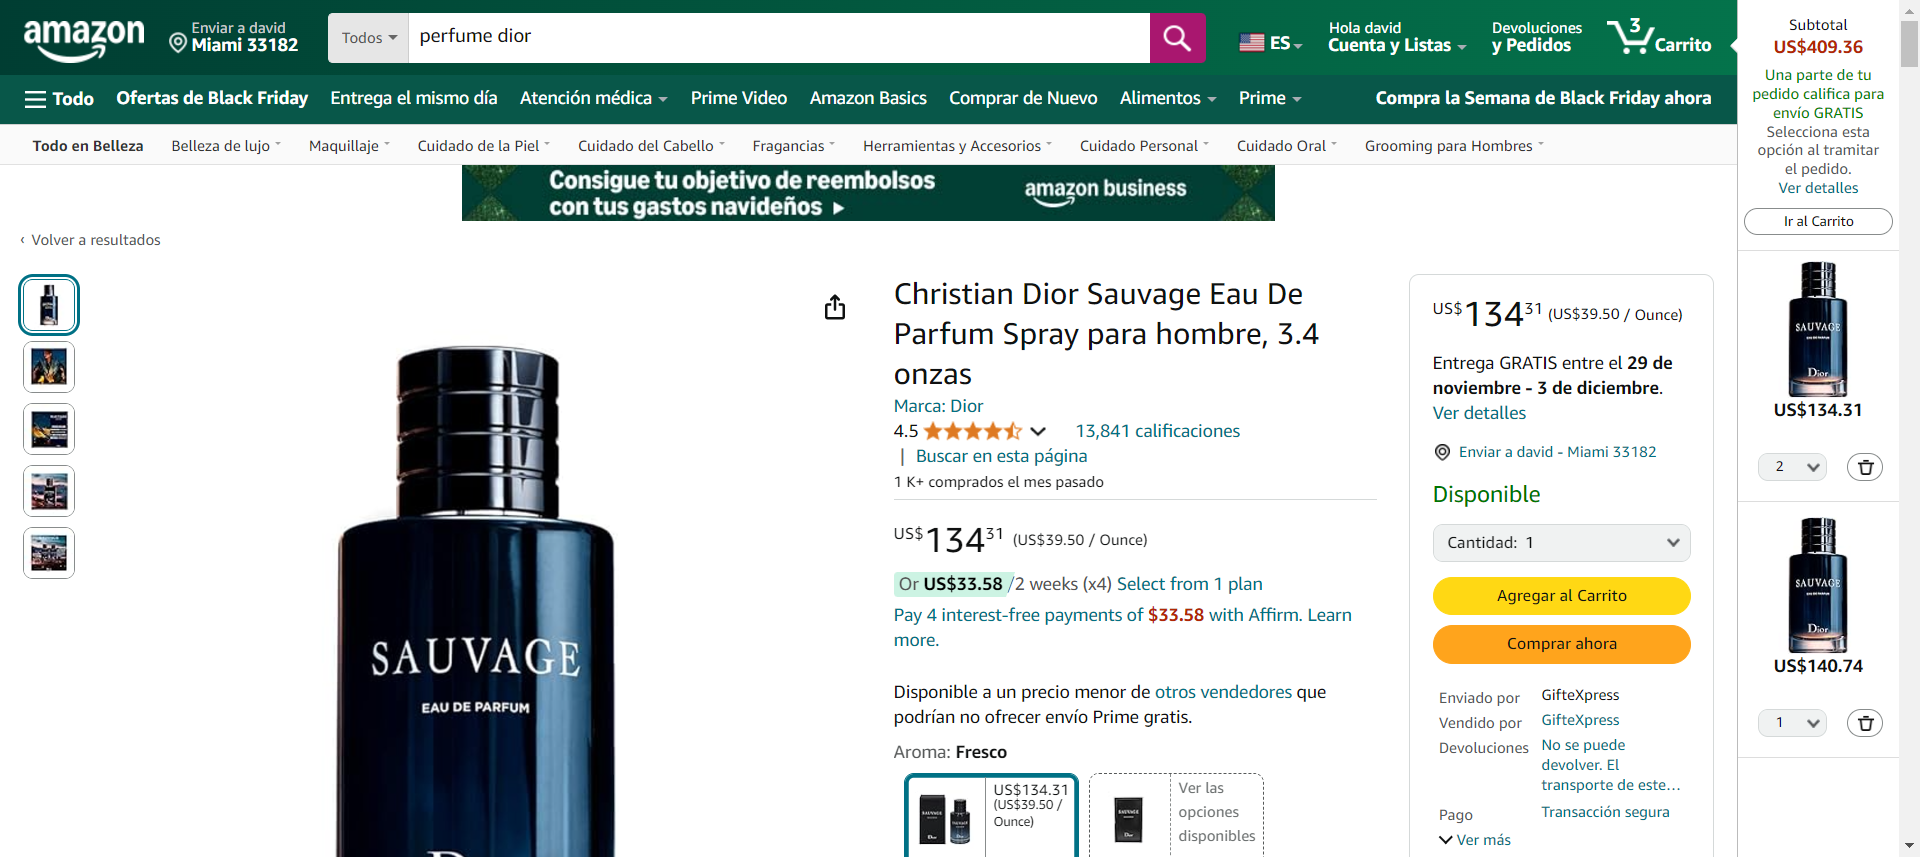 amazon
Enviar a david
Miami 33182
Todos
perfume dior
ES
Hola david
Cuenta y Listas
Devoluciones
y Pedidos
3
Carrito
Todo
Ofertas de Black Friday
Entrega el mismo día
Atención médica
Prime Video
Amazon Basics
Comprar de Nuevo
Alimentos
Prime
Compra la Semana de Black Friday ahora
Todo en Belleza
Belleza de lujo
Maquillaje
Cuidado de la Piel
Cuidado del Cabello
Fragancias
Herramientas y Accesorios
Cuidado Personal
Cuidado Oral
Grooming para Hombres
Consigue tu objetivo de reembolsos
con tus gastos navideños
amazon business
‹ Volver a resultados
SAUVAGE
EAU DE PARFUM
Christian Dior Sauvage Eau De
Parfum Spray para hombre, 3.4
onzas
Marca: Dior
4.5
13,841 calificaciones
| Buscar en esta página
1 K+ comprados el mes pasado
US$134 31 (US$39.50 / Ounce)
Or US$33.58 /2 weeks (x4) Select from 1 plan
Pay 4 interest-free payments of $33.58 with Affirm. Learn
more.
Disponible a un precio menor de otros vendedores que
podrían no ofrecer envío Prime gratis.
Aroma: Fresco
US$134.31
(US$39.50 /
Ounce)
Ver las
opciones
disponibles
US$134 31 (US$39.50 / Ounce)
Entrega GRATIS entre el 29 de
noviembre - 3 de diciembre.
Ver detalles
Enviar a david - Miami 33182
Disponible
Cantidad: 1
Agregar al Carrito
Comprar ahora
Enviado por GifteXpress
Vendido por GifteXpress
Devoluciones No se puede
devolver. El
transporte de este…
Pago Transacción segura
Ver más
Subtotal
US$409.36
Una parte de tu
pedido califica para
envío GRATIS
Selecciona esta
opción al tramitar
el pedido.
Ver detalles
Ir al Carrito
SAUVAGE
Dior
US$134.31
2
SAUVAGE
Dior
US$140.74
1